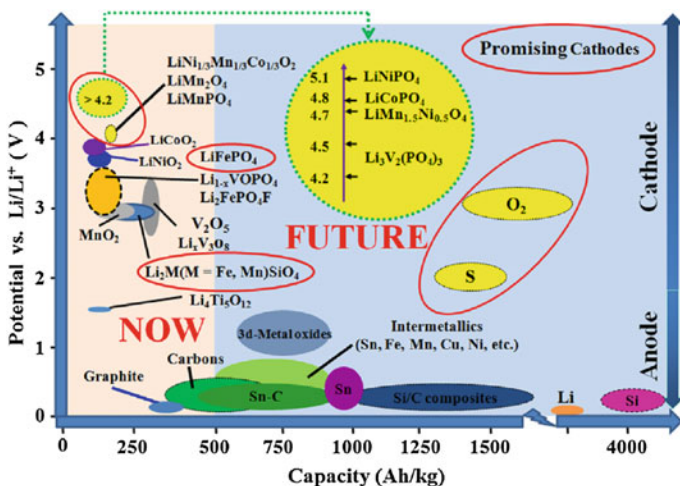 Promising Cathodes
LiNi1/3Mn1/3Co1/3O2
LiMn2O4
LiMnPO4
> 4.2
LiCoO2
LiNiO2
LiFePO4
Li1-xVOPO4
Li2FePO4F
MnO2
V2O5
LixV3O8
Li2M(M = Fe, Mn)SiO4
Li4Ti5O12
5.1
LiNiPO4
4.8
LiCoPO4
4.7
LiMn1.5Ni0.5O4
4.5
Li3V2(PO4)3
4.2
FUTURE
NOW
O2
S
3d-Metal oxides
Intermetallics
(Sn, Fe, Mn, Cu, Ni, etc.)
Carbons
Graphite
Sn-C
Sn
Si/C composites
Li
Si
Cathode
Anode
Potential vs. Li/Li+ (V)
5
4
3
2
1
0
0
250
500
750
1000
1250
1500
4000
Capacity (Ah/kg)